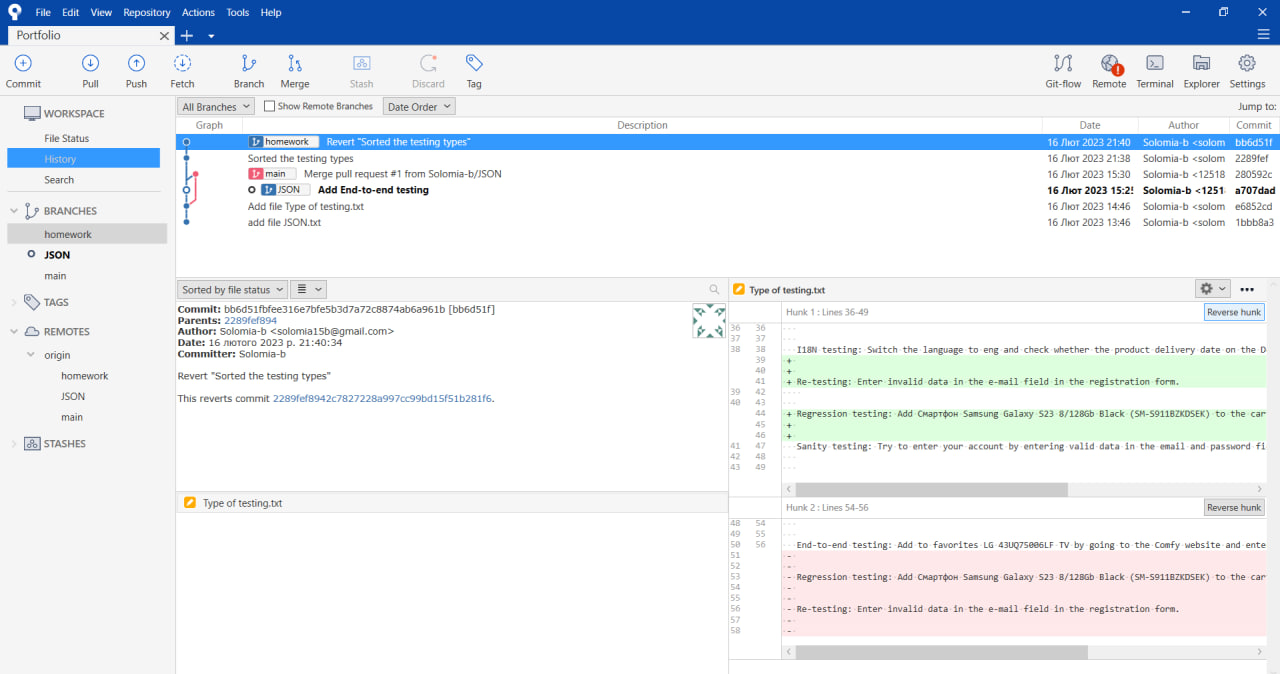 File Edit View Repository Actions Tools Help
Portfolio
Commit Pull Push Fetch Branch Merge Stash Discard Tag Git-flow Remote Terminal Explorer Settings
WORKSPACE
File Status
History
Search
BRANCHES
homework
JSON
main
TAGS
REMOTES
origin
homework
JSON
main
STASHES
All Branches Show Remote Branches Date Order Jump to:
Graph Description Date Author Commit
homework Revert "Sorted the testing types" 16 Лют 2023 21:40 Solomia-b <solom bb6d51f
Sorted the testing types 16 Лют 2023 21:38 Solomia-b <solom 2289fef
main Merge pull request #1 from Solomia-b/JSON 16 Лют 2023 15:30 Solomia-b <12518 280592c
JSON Add End-to-end testing 16 Лют 2023 15:25 Solomia-b <1251 a707dad
Add file Type of testing.txt 16 Лют 2023 14:46 Solomia-b <solom e6852cd
add file JSON.txt 16 Лют 2023 13:46 Solomia-b <solom 1bbb8a3
Sorted by file status
Commit: bb6d51fbfee316e7bfe5b3d7a72c8874ab6a961b [bb6d51f]
Parents: 2289fef894
Author: Solomia-b <solomia15b@gmail.com>
Date: 16 лютого 2023 р. 21:40:34
Committer: Solomia-b
Revert "Sorted the testing types"
This reverts commit 2289fef8942c7827228a997cc99bd15f51b281f6.
Type of testing.txt
Type of testing.txt
Hunk 1 : Lines 36-49 Reverse hunk
36 36
37 37
38 38 I18N testing: Switch the language to eng and check whether the product delivery date on the D
39 +
40 +
41 + Re-testing: Enter invalid data in the e-mail field in the registration form.
39 42
40 43
44 + Regression testing: Add Смартфон Samsung Galaxy S23 8/128Gb Black (SM-S911BZKDSEK) to the car
45 +
46 +
41 47 Sanity testing: Try to enter your account by entering valid data in the email and password fi
42 48
43 49
Hunk 2 : Lines 54-56 Reverse hunk
48 54
49 55
50 56 End-to-end testing: Add to favorites LG 43UQ75006LF TV by going to the Comfy website and ente
51 -
52 -
53 - Regression testing: Add Смартфон Samsung Galaxy S23 8/128Gb Black (SM-S911BZKDSEK) to the car
54 -
55 -
56 - Re-testing: Enter invalid data in the e-mail field in the registration form.
57 -
58 -